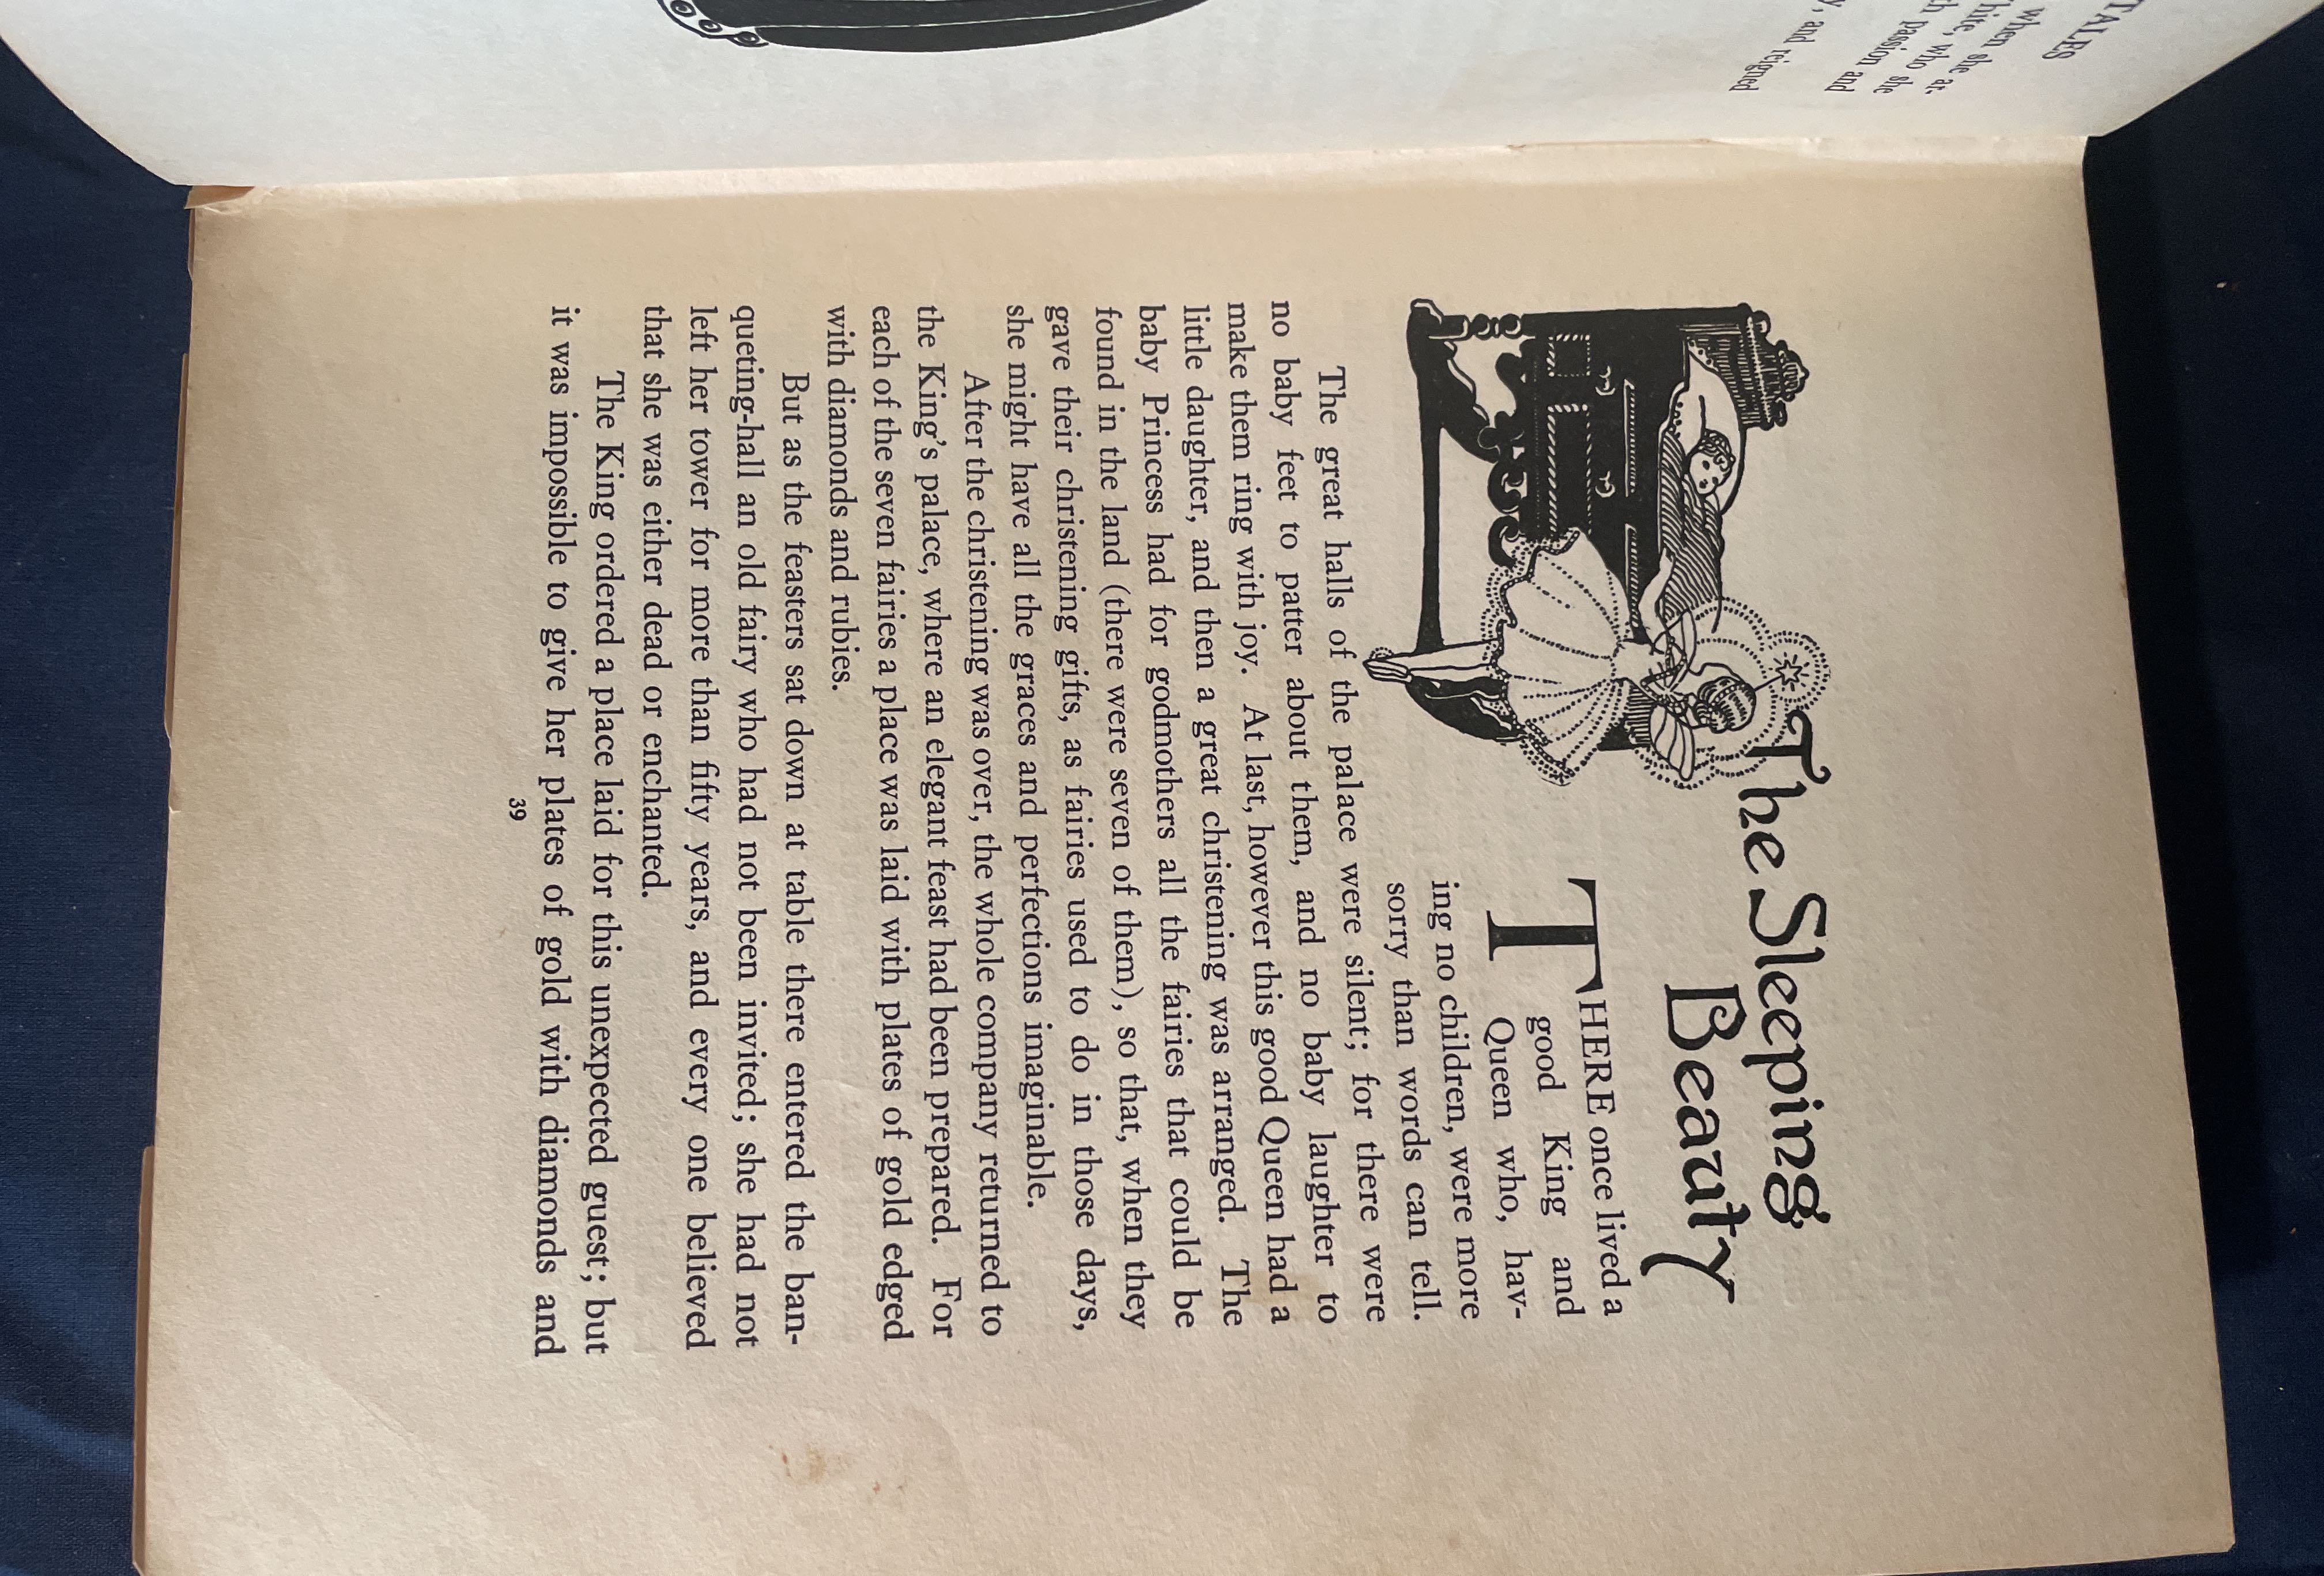 TALES
when she at-
hite, who she
th passion and
y, and reigned
The Sleeping
Beauty
THERE once lived a
good King and
Queen who, hav-
ing no children, were more
sorry than words can tell.
The great halls of the palace were silent; for there were
no baby feet to patter about them, and no baby laughter to
make them ring with joy. At last, however this good Queen had a
little daughter, and then a great christening was arranged. The
baby Princess had for godmothers all the fairies that could be
found in the land (there were seven of them), so that, when they
gave their christening gifts, as fairies used to do in those days,
she might have all the graces and perfections imaginable.
After the christening was over, the whole company returned to
the King's palace, where an elegant feast had been prepared. For
each of the seven fairies a place was laid with plates of gold edged
with diamonds and rubies.
But as the feasters sat down at table there entered the ban-
queting-hall an old fairy who had not been invited; she had not
left her tower for more than fifty years, and every one believed
that she was either dead or enchanted.
The King ordered a place laid for this unexpected guest; but
it was impossible to give her plates of gold with diamonds and
39